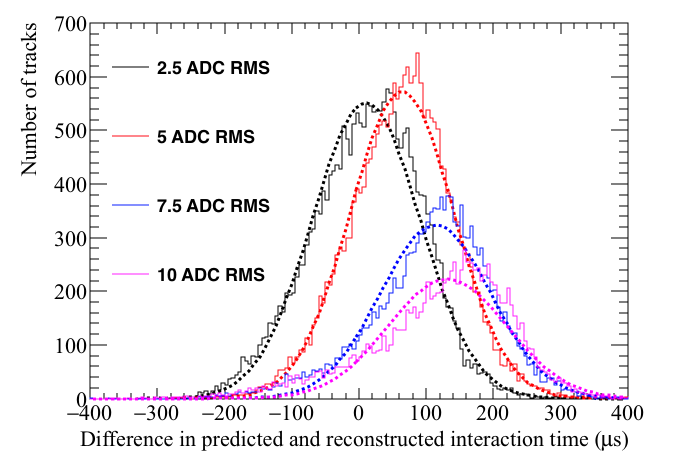 Number of tracks
700
600
500
400
300
200
100
0
2.5 ADC RMS
5 ADC RMS
7.5 ADC RMS
10 ADC RMS
−400 −300 −200 −100 0 100 200 300 400
Difference in predicted and reconstructed interaction time (μs)